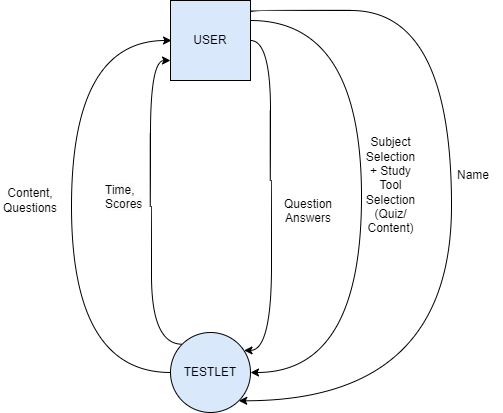 USER
Content,
Questions
Time,
Scores
Question
Answers
Subject
Selection
+ Study
Tool
Selection
(Quiz/
Content)
Name
TESTLET